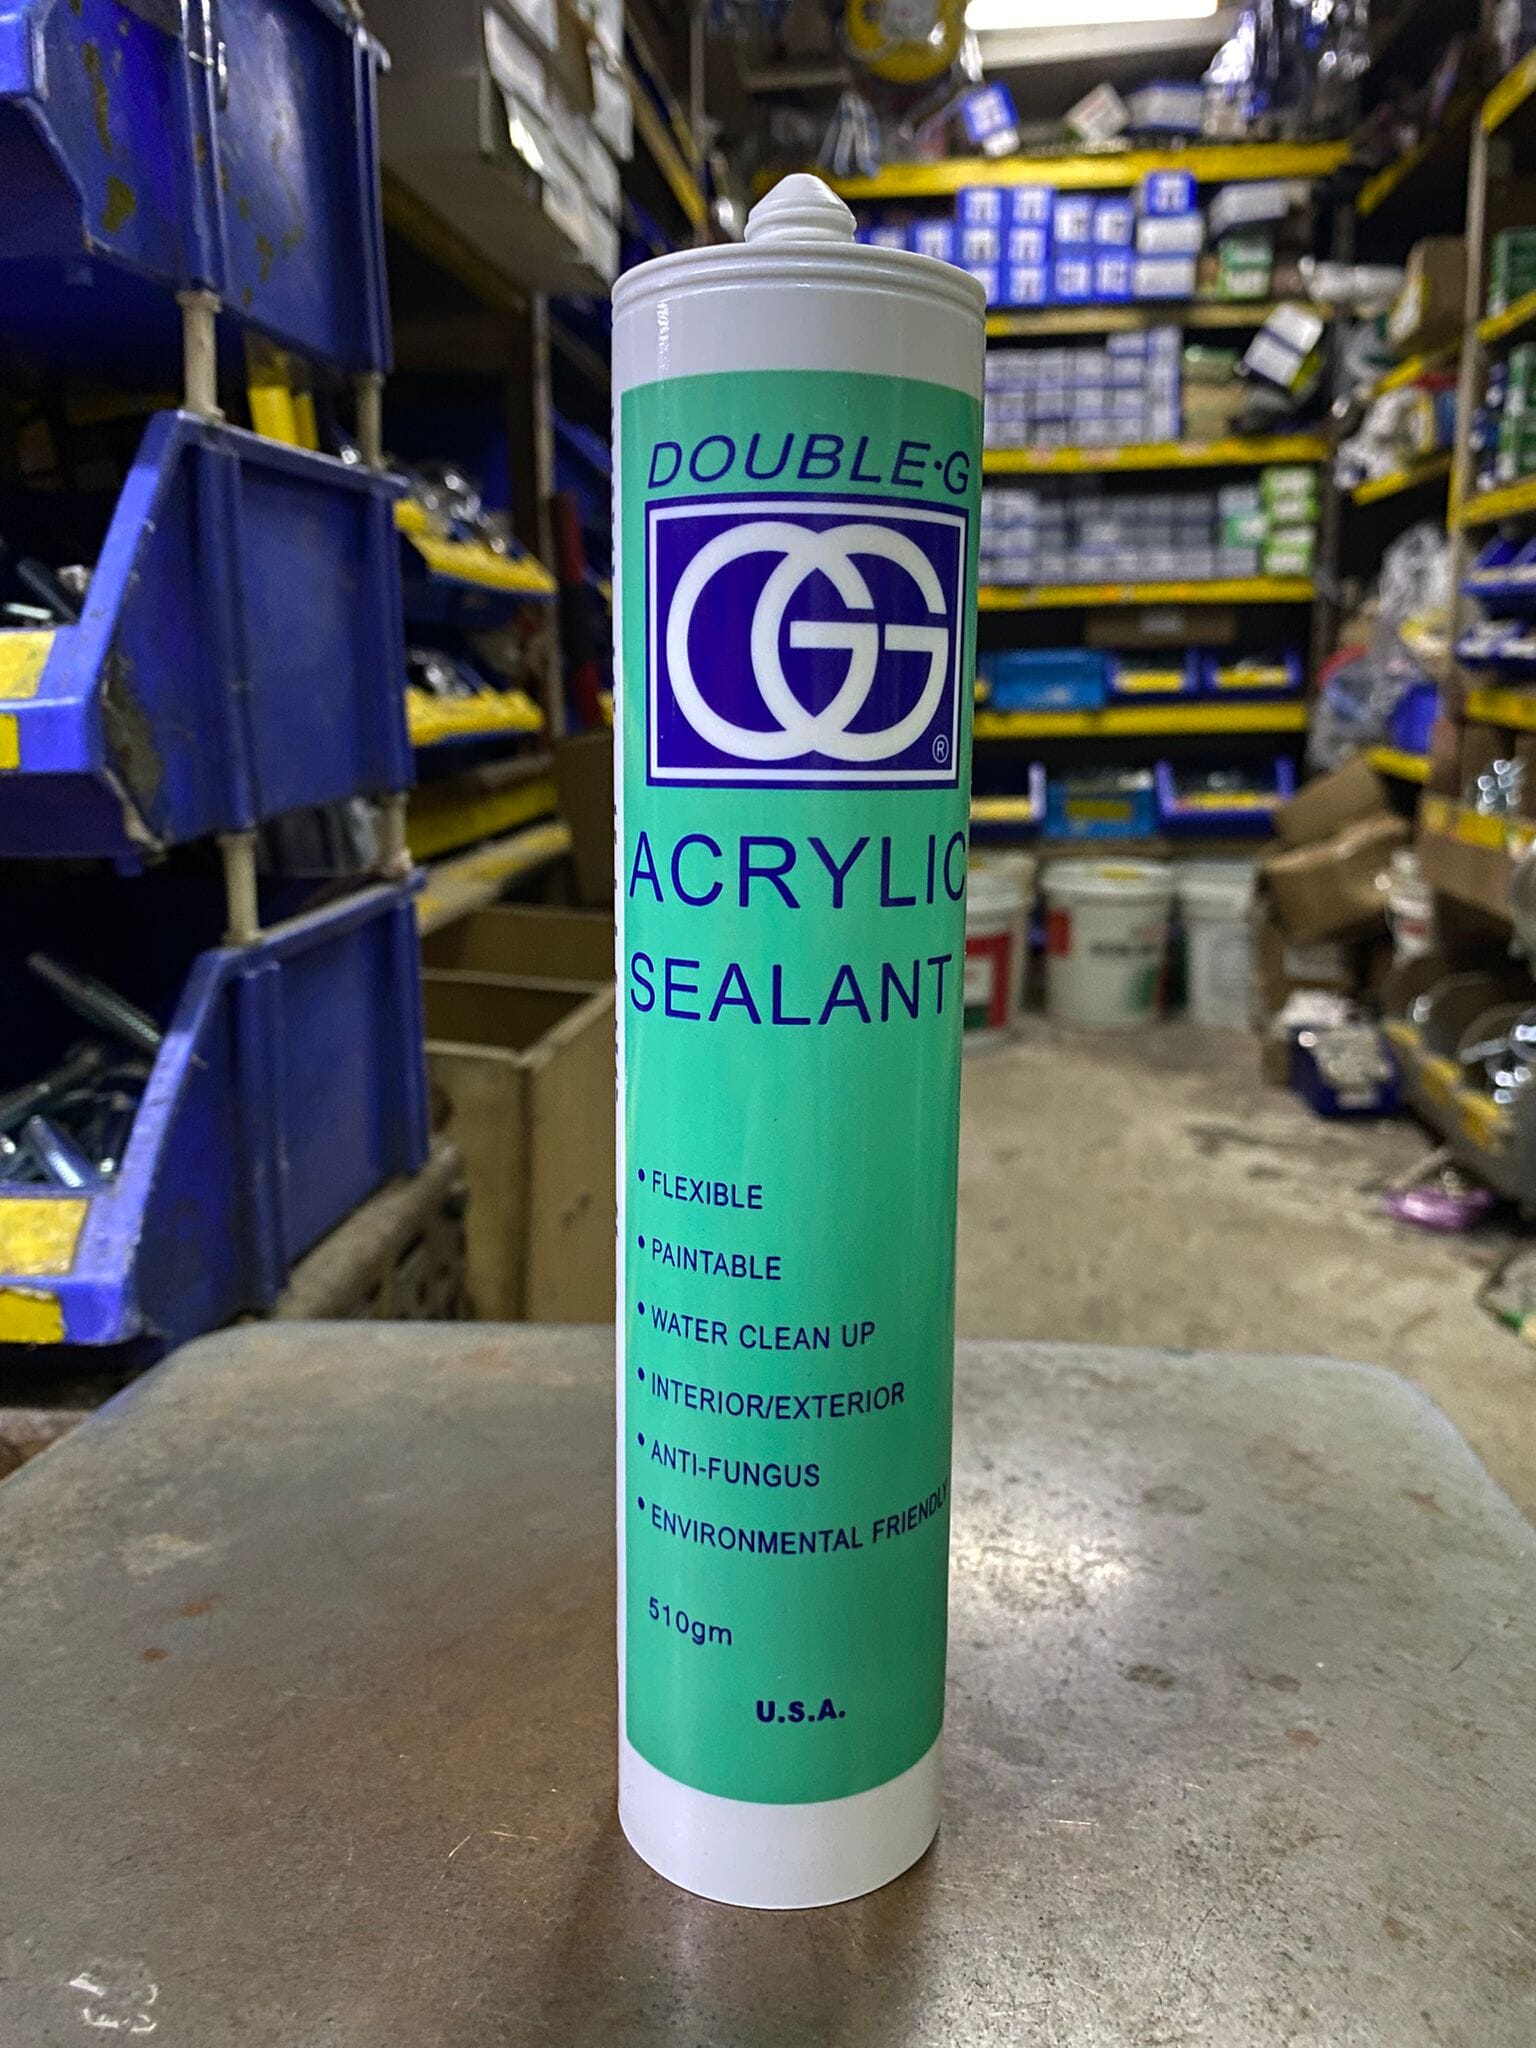 DOUBLE·G
GG
®
ACRYLIC
SEALANT
• FLEXIBLE
• PAINTABLE
• WATER CLEAN UP
• INTERIOR/EXTERIOR
• ANTI-FUNGUS
• ENVIRONMENTAL FRIENDLY
510gm
U.S.A.